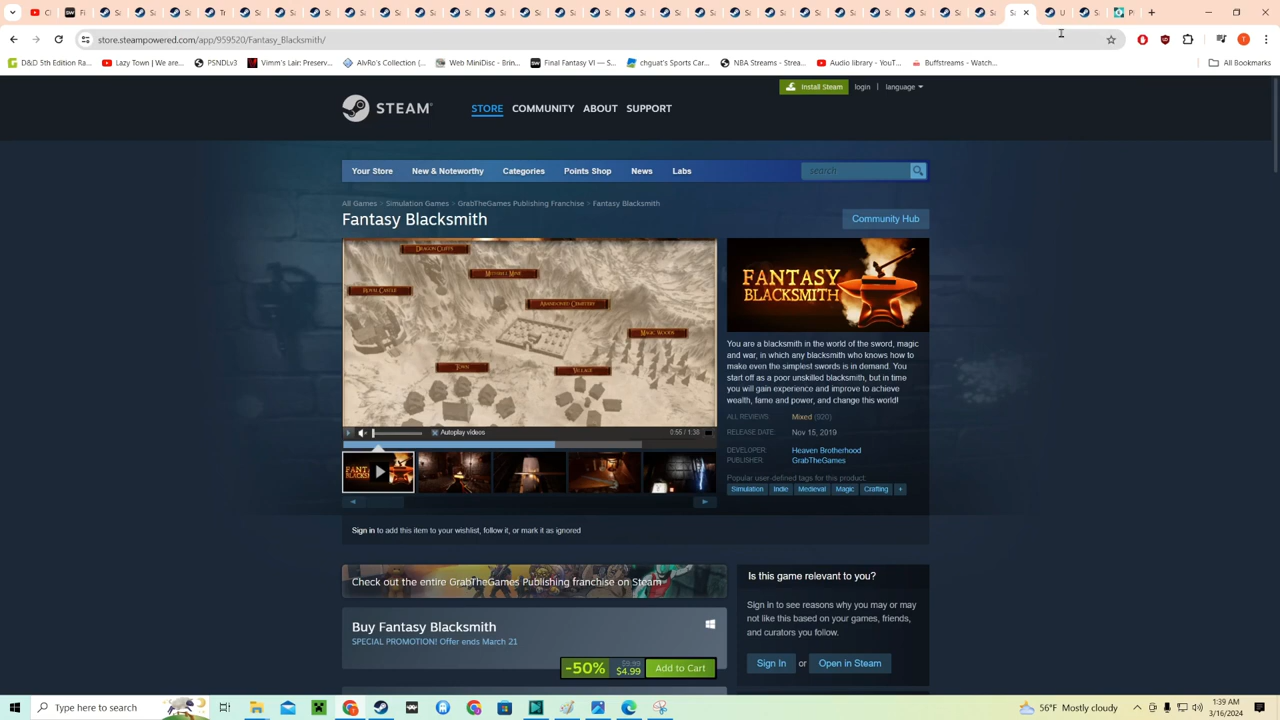 store.steampowered.com/app/959520/Fantasy_Blacksmith/
D&D 5th Edition Ra...
Lazy Town | We are...
PSNDLv3
Vimm's Lair: Preserv...
AlvRo's Collection (...
Web MiniDisc - Brin...
Final Fantasy VI — S...
chguat's Sports Car...
NBA Streams - Strea...
Audio library - YouT...
Buffstreams - Watch...
All Bookmarks
Install Steam
login | language
STEAM
STORE COMMUNITY ABOUT SUPPORT
Your Store New & Noteworthy Categories Points Shop News Labs
search
All Games > Simulation Games > GrabTheGames Publishing Franchise > Fantasy Blacksmith
Fantasy Blacksmith
Community Hub
DRAGON CLIFFS
ROYAL CASTLE
ABANDONED CEMETERY
MAGIC WOODS
TOWN
VILLAGE
Autoplay videos
0:55 / 1:38
FANTASY
BLACKSMITH
You are a blacksmith in the world of the sword, magic
and war, in which any blacksmith who knows how to
make even the simplest swords is in demand. You
start off as a poor unskilled blacksmith, but in time
you will gain experience and improve to achieve
wealth, fame and power, and change this world!
ALL REVIEWS: Mixed (920)
RELEASE DATE: Nov 15, 2019
DEVELOPER: Heaven Brotherhood
PUBLISHER: GrabTheGames
Popular user-defined tags for this product:
Simulation Indie Medieval Magic Crafting +
Sign in to add this item to your wishlist, follow it, or mark it as ignored
Check out the entire GrabTheGames Publishing franchise on Steam
Is this game relevant to you?
Sign in to see reasons why you may or may
not like this based on your games, friends,
and curators you follow.
Sign In or Open in Steam
Buy Fantasy Blacksmith
SPECIAL PROMOTION! Offer ends March 21
-50% $9.99 $4.99 Add to Cart
Type here to search
56°F Mostly cloudy
1:39 AM
3/16/2024